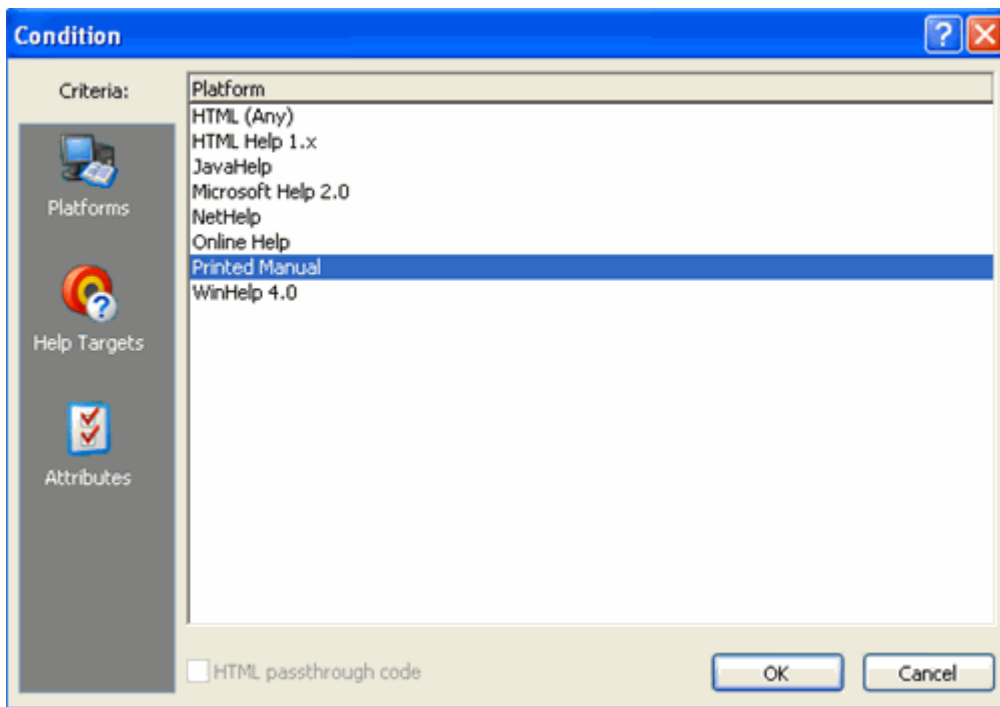 Condition
Criteria:
Platforms
Help Targets
Attributes
Platform
HTML (Any)
HTML Help 1.x
JavaHelp
Microsoft Help 2.0
NetHelp
Online Help
Printed Manual
WinHelp 4.0
HTML passthrough code
OK
Cancel